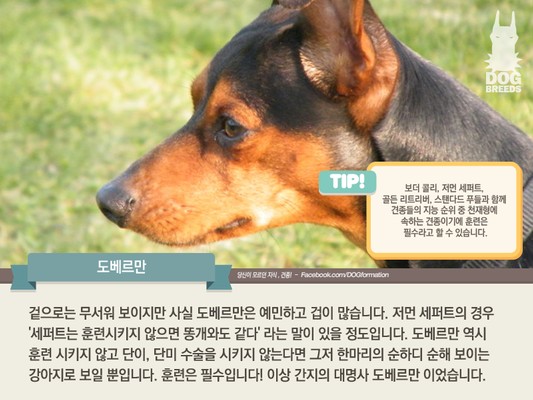 DOG
BREEDS
TIP!
보더 콜리, 저먼 세퍼트,
골든 리트리버, 스탠다드 푸들과 함께
견종들의 지능 순위 중 천재형에
속하는 견종이기에 훈련은
필수라고 할 수 있습니다.
도베르만
당신이 모르던 지식, 견종! - Facebook.com/DOGformation
겉으로는 무서워 보이지만 사실 도베르만은 예민하고 겁이 많습니다. 저먼 세퍼트의 경우
'세퍼트는 훈련시키지 않으면 똥개와도 같다' 라는 말이 있을 정도입니다. 도베르만 역시
훈련 시키지 않고 단이, 단미 수술을 시키지 않는다면 그저 한마리의 순하디 순해 보이는
강아지로 보일 뿐입니다. 훈련은 필수입니다! 이상 간지의 대명사 도베르만 이었습니다.